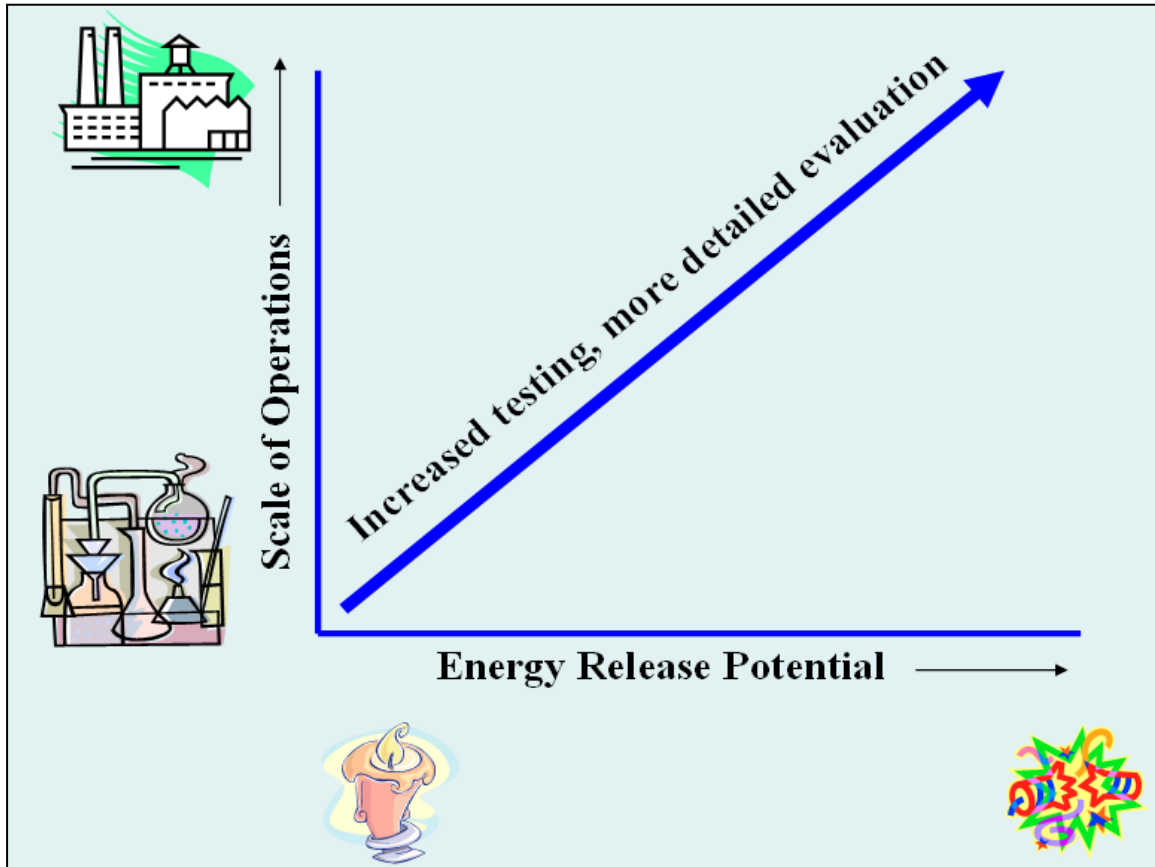 Scale of Operations
Increased testing, more detailed evaluation
Energy Release Potential